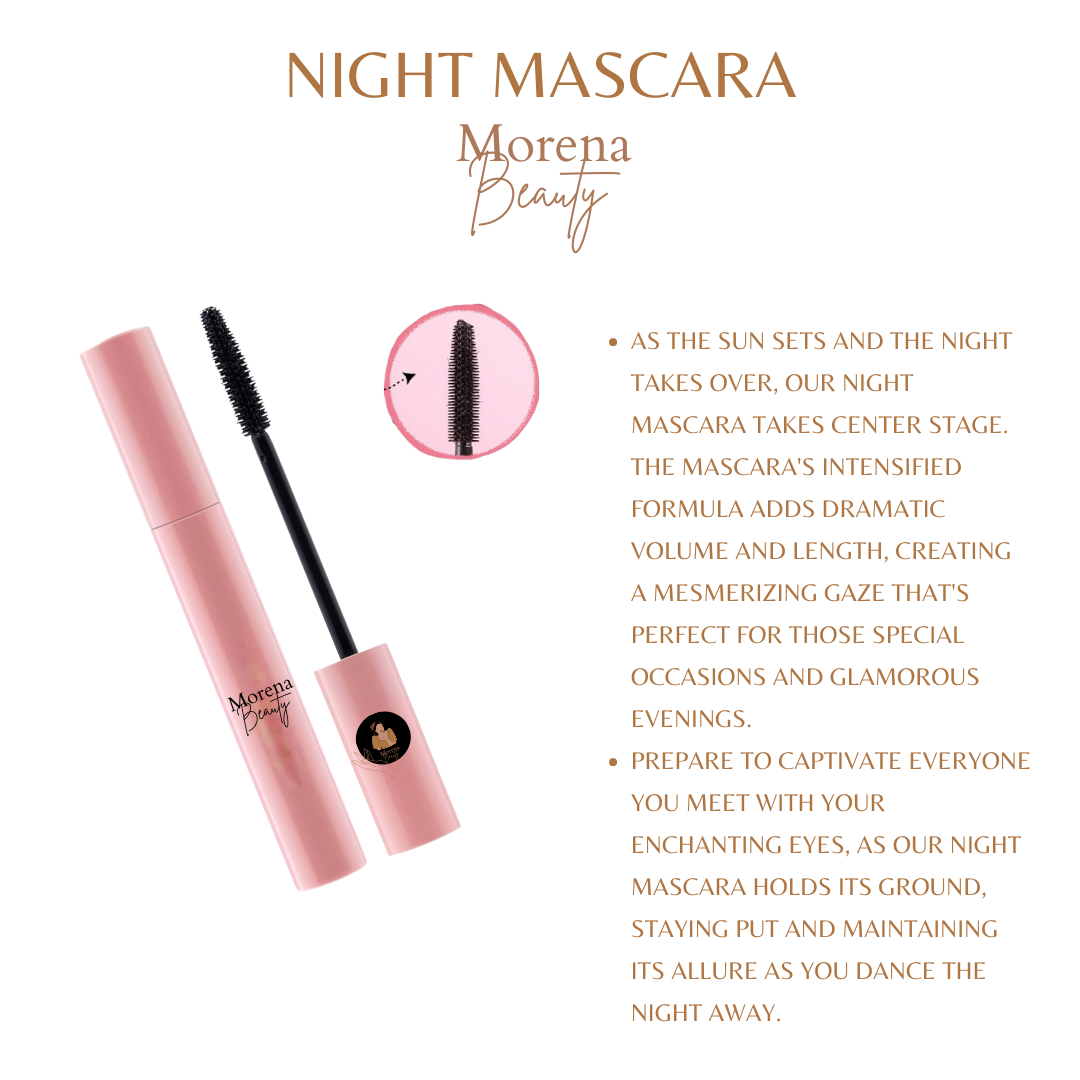 NIGHT MASCARA
Morena
Beauty
AS THE SUN SETS AND THE NIGHT
TAKES OVER, OUR NIGHT
MASCARA TAKES CENTER STAGE.
THE MASCARA'S INTENSIFIED
FORMULA ADDS DRAMATIC
VOLUME AND LENGTH, CREATING
A MESMERIZING GAZE THAT'S
PERFECT FOR THOSE SPECIAL
OCCASIONS AND GLAMOROUS
EVENINGS.
PREPARE TO CAPTIVATE EVERYONE
YOU MEET WITH YOUR
ENCHANTING EYES, AS OUR NIGHT
MASCARA HOLDS ITS GROUND,
STAYING PUT AND MAINTAINING
ITS ALLURE AS YOU DANCE THE
NIGHT AWAY.
Morena
Beauty
Morena
Beauty